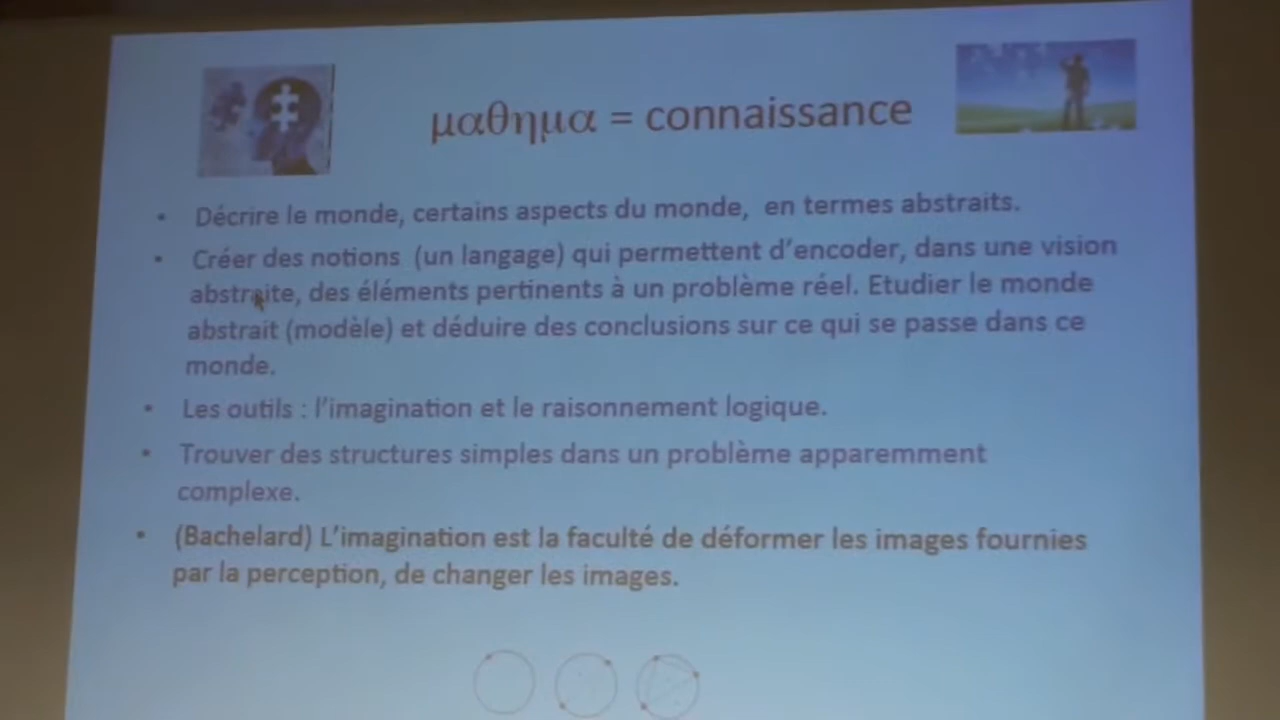 μαθημα = connaissance
• Décrire le monde, certains aspects du monde, en termes abstraits.
• Créer des notions (un langage) qui permettent d'encoder, dans une vision
abstraite, des éléments pertinents à un problème réel. Etudier le monde
abstrait (modèle) et déduire des conclusions sur ce qui se passe dans ce
monde.
• Les outils : l'imagination et le raisonnement logique.
• Trouver des structures simples dans un problème apparemment
complexe.
• (Bachelard) L'imagination est la faculté de déformer les images fournies
par la perception, de changer les images.